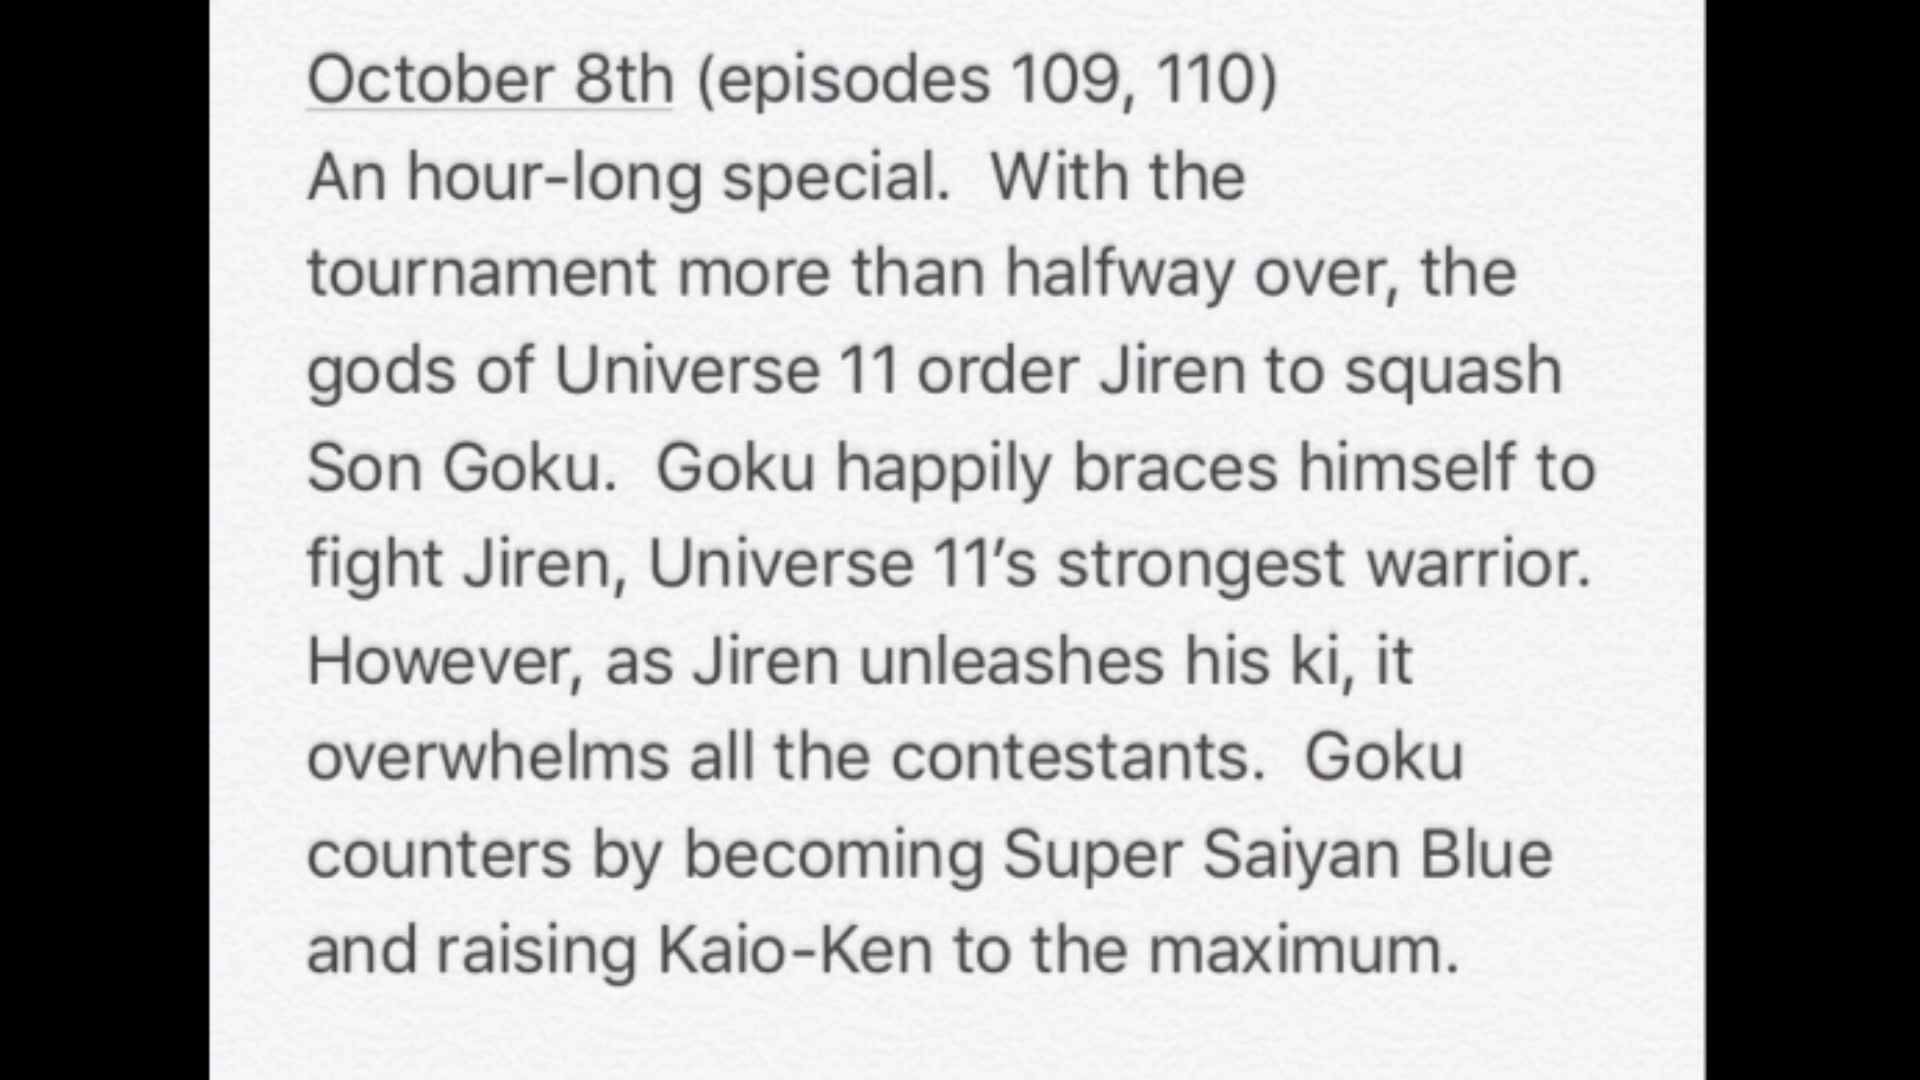 October 8th (episodes 109, 110)
An hour-long special.  With the
tournament more than halfway over, the
gods of Universe 11 order Jiren to squash
Son Goku.  Goku happily braces himself to
fight Jiren, Universe 11’s strongest warrior.
However, as Jiren unleashes his ki, it
overwhelms all the contestants.  Goku
counters by becoming Super Saiyan Blue
and raising Kaio-Ken to the maximum.